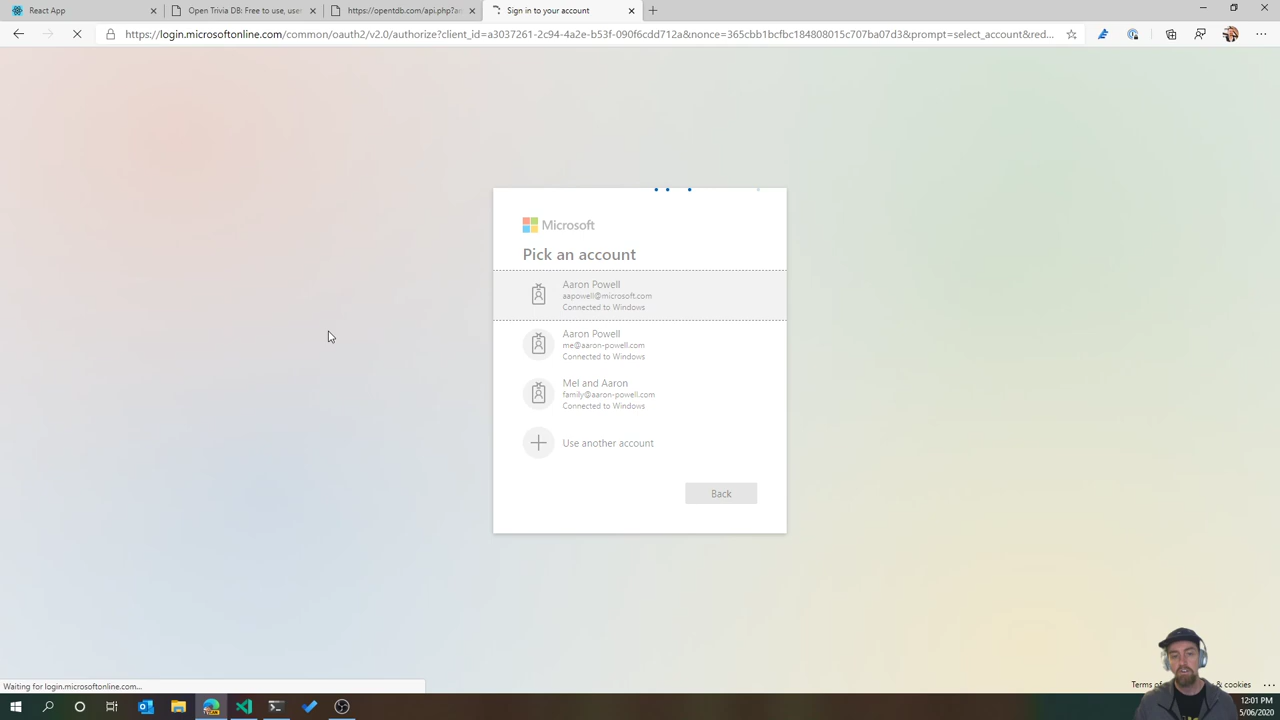 React App
Open Trivia DB: Free to use, user
https://opentdb.com/api.php?an
Sign in to your account
https://login.microsoftonline.com/common/oauth2/v2.0/authorize?client_id=a3037261-2c94-4a2e-b53f-090f6cdd712a&nonce=365cbb1bcfbc184808015c707ba07d3&prompt=select_account&red...
Microsoft
Pick an account
Aaron Powell
aapowell@microsoft.com
Connected to Windows
Aaron Powell
me@aaron-powell.com
Connected to Windows
Mel and Aaron
family@aaron-powell.com
Connected to Windows
Use another account
Back
Waiting for login.microsoftonline.com...
Terms of & cookies ...
12:01 PM
5/06/2020